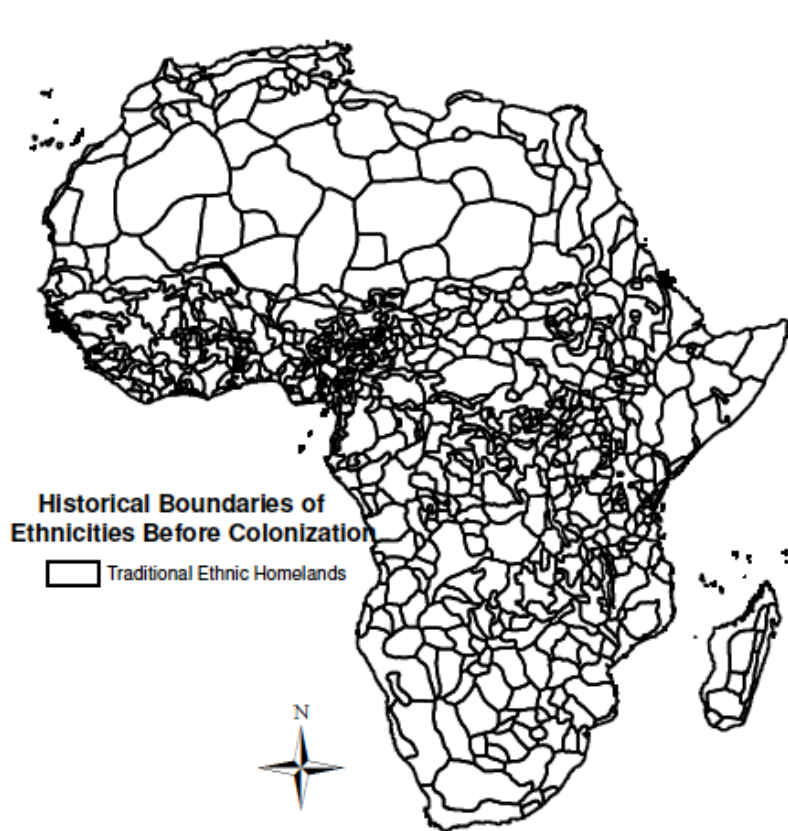 Historical Boundaries of
Ethnicities Before Colonization
Traditional Ethnic Homelands
N